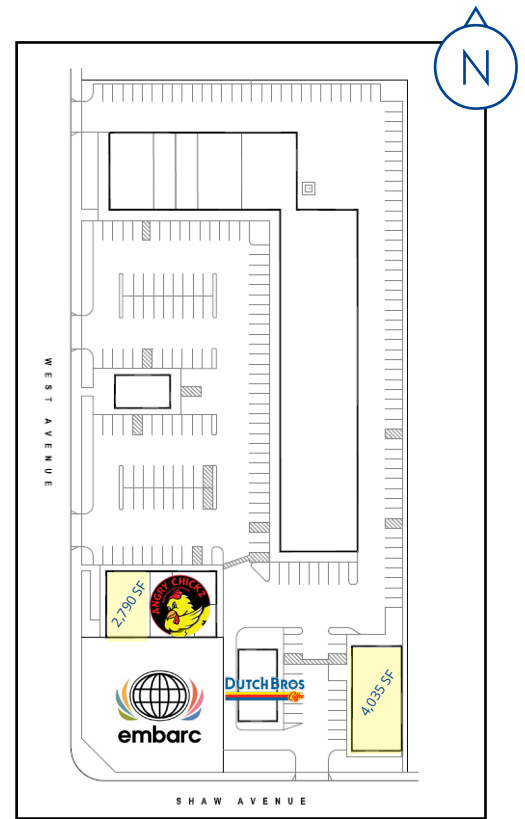 N
WEST AVENUE
2,790 SF
ANGRY CHICKZ
embarc
DUTCH BROS
Coffee
4,035 SF
SHAW AVENUE